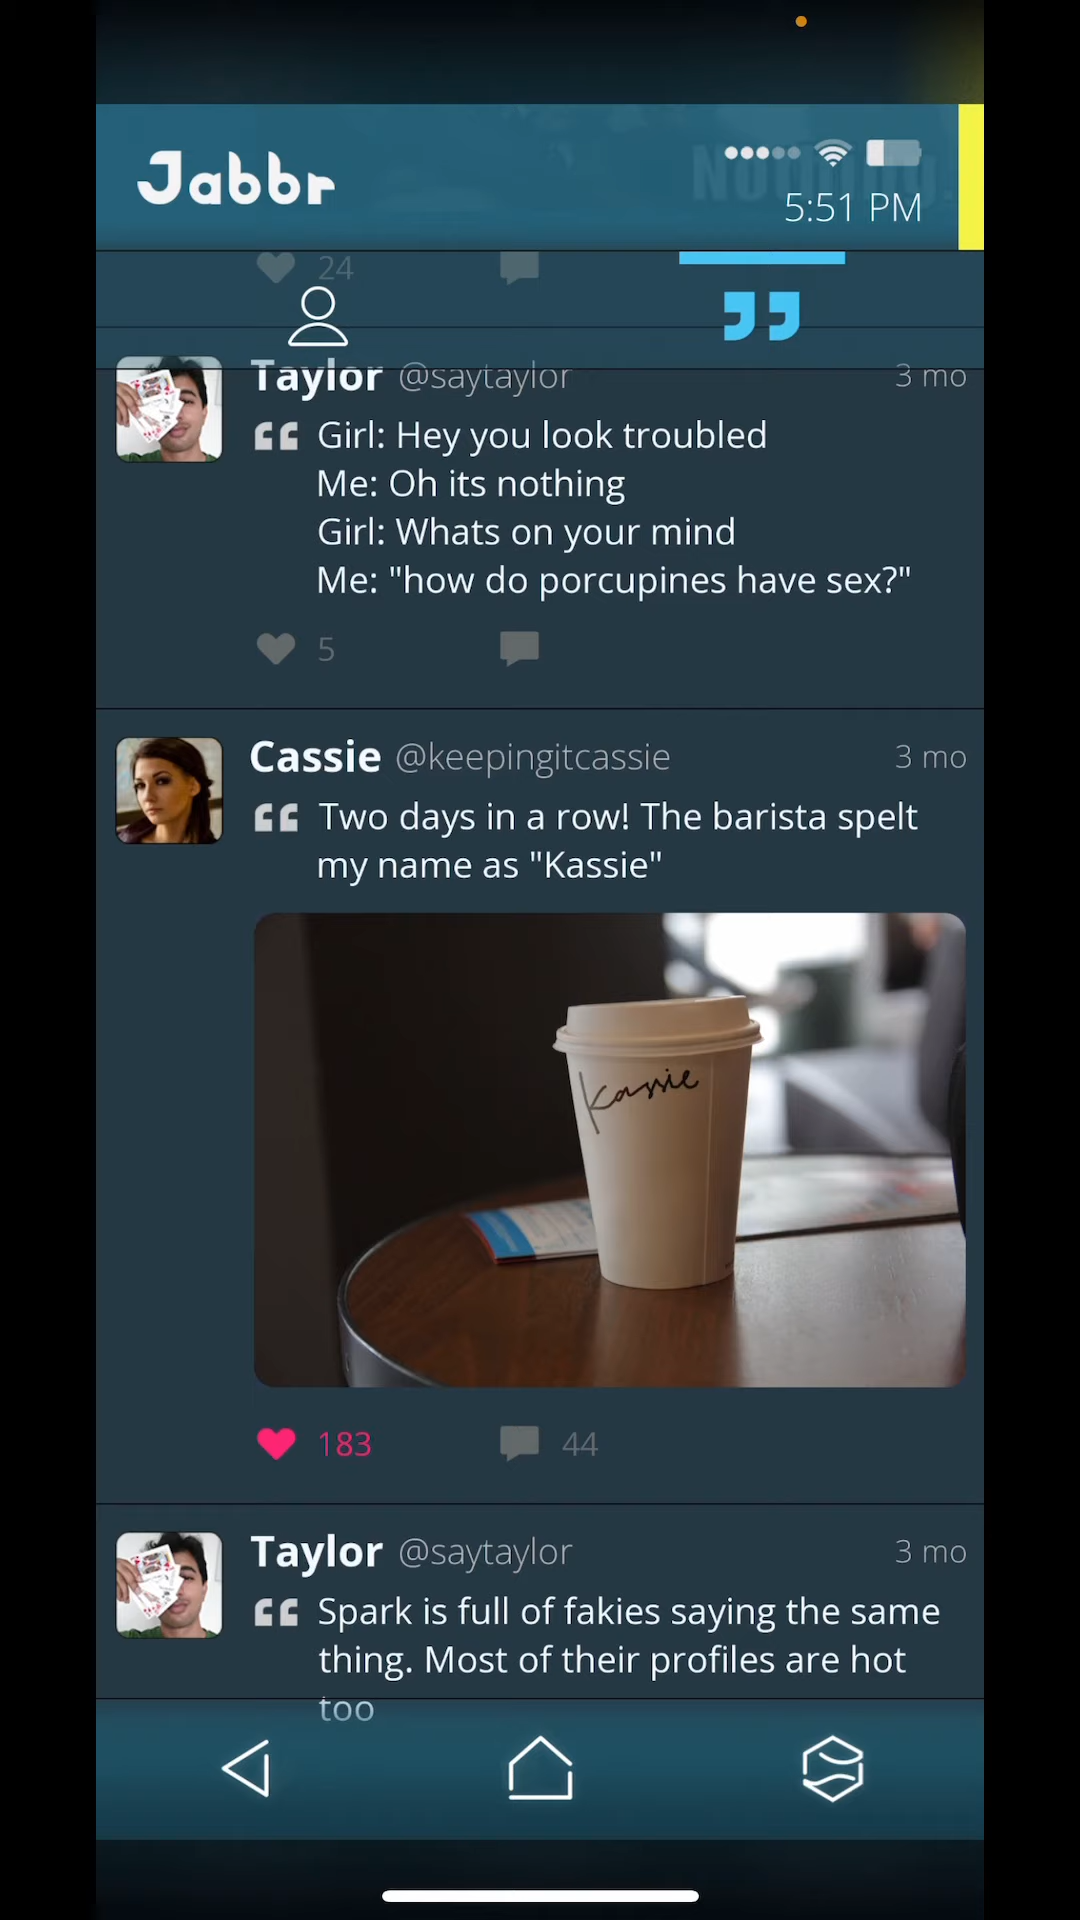 Jabbr
5:51 PM
24
Taylor @saytaylor 3 mo
Girl: Hey you look troubled
Me: Oh its nothing
Girl: Whats on your mind
Me: "how do porcupines have sex?"
5
Cassie @keepingitcassie 3 mo
Two days in a row! The barista spelt
my name as "Kassie"
Kassie
183 44
Taylor @saytaylor 3 mo
Spark is full of fakies saying the same
thing. Most of their profiles are hot
too